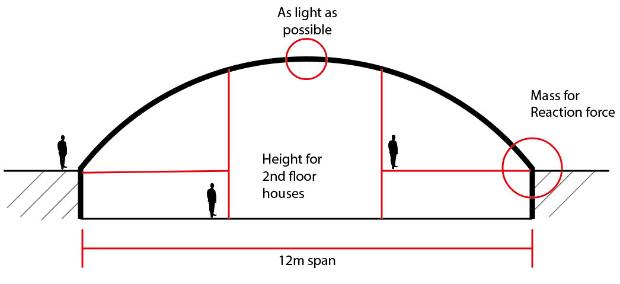 As light as
possible
Mass for
Reaction force
Height for
2nd floor
houses
12m span